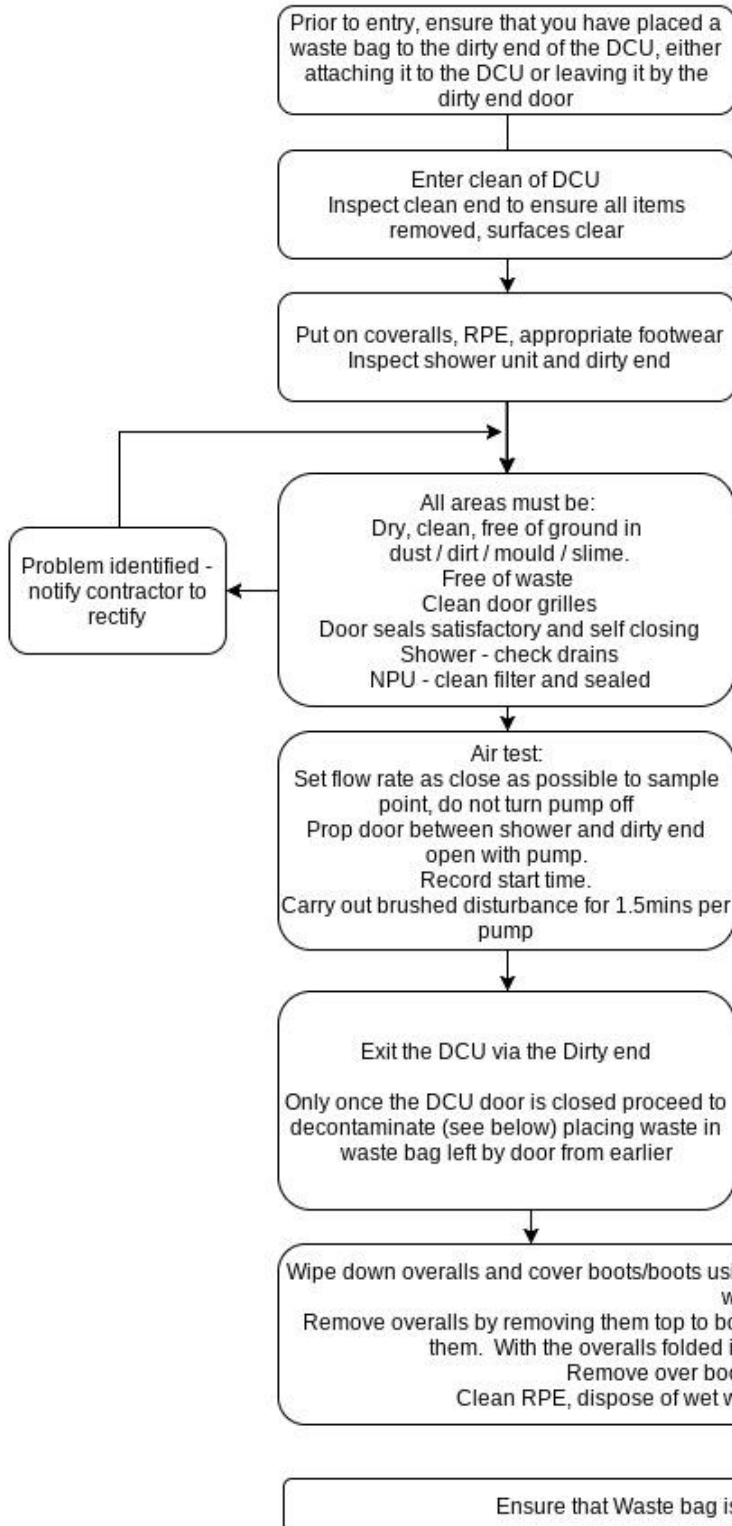 Prior to entry, ensure that you have placed a
waste bag to the dirty end of the DCU, either
attaching it to the DCU or leaving it by the
dirty end door
Enter clean of DCU
Inspect clean end to ensure all items
removed, surfaces clear
Put on coveralls, RPE, appropriate footwear
Inspect shower unit and dirty end
All areas must be:
Dry, clean, free of ground in
dust / dirt / mould / slime.
Free of waste
Clean door grilles
Door seals satisfactory and self closing
Shower - check drains
NPU - clean filter and sealed
Problem identified -
notify contractor to
rectify
Air test:
Set flow rate as close as possible to sample
point, do not turn pump off
Prop door between shower and dirty end
open with pump.
Record start time.
Carry out brushed disturbance for 1.5mins per
pump
Exit the DCU via the Dirty end
Only once the DCU door is closed proceed to
decontaminate (see below) placing waste in
waste bag left by door from earlier
Wipe down overalls and cover boots/boots
Remove overalls by removing them top to
them. With the overalls folded
Remove over
Clean RPE, dispose of wet
Ensure that Waste bag is